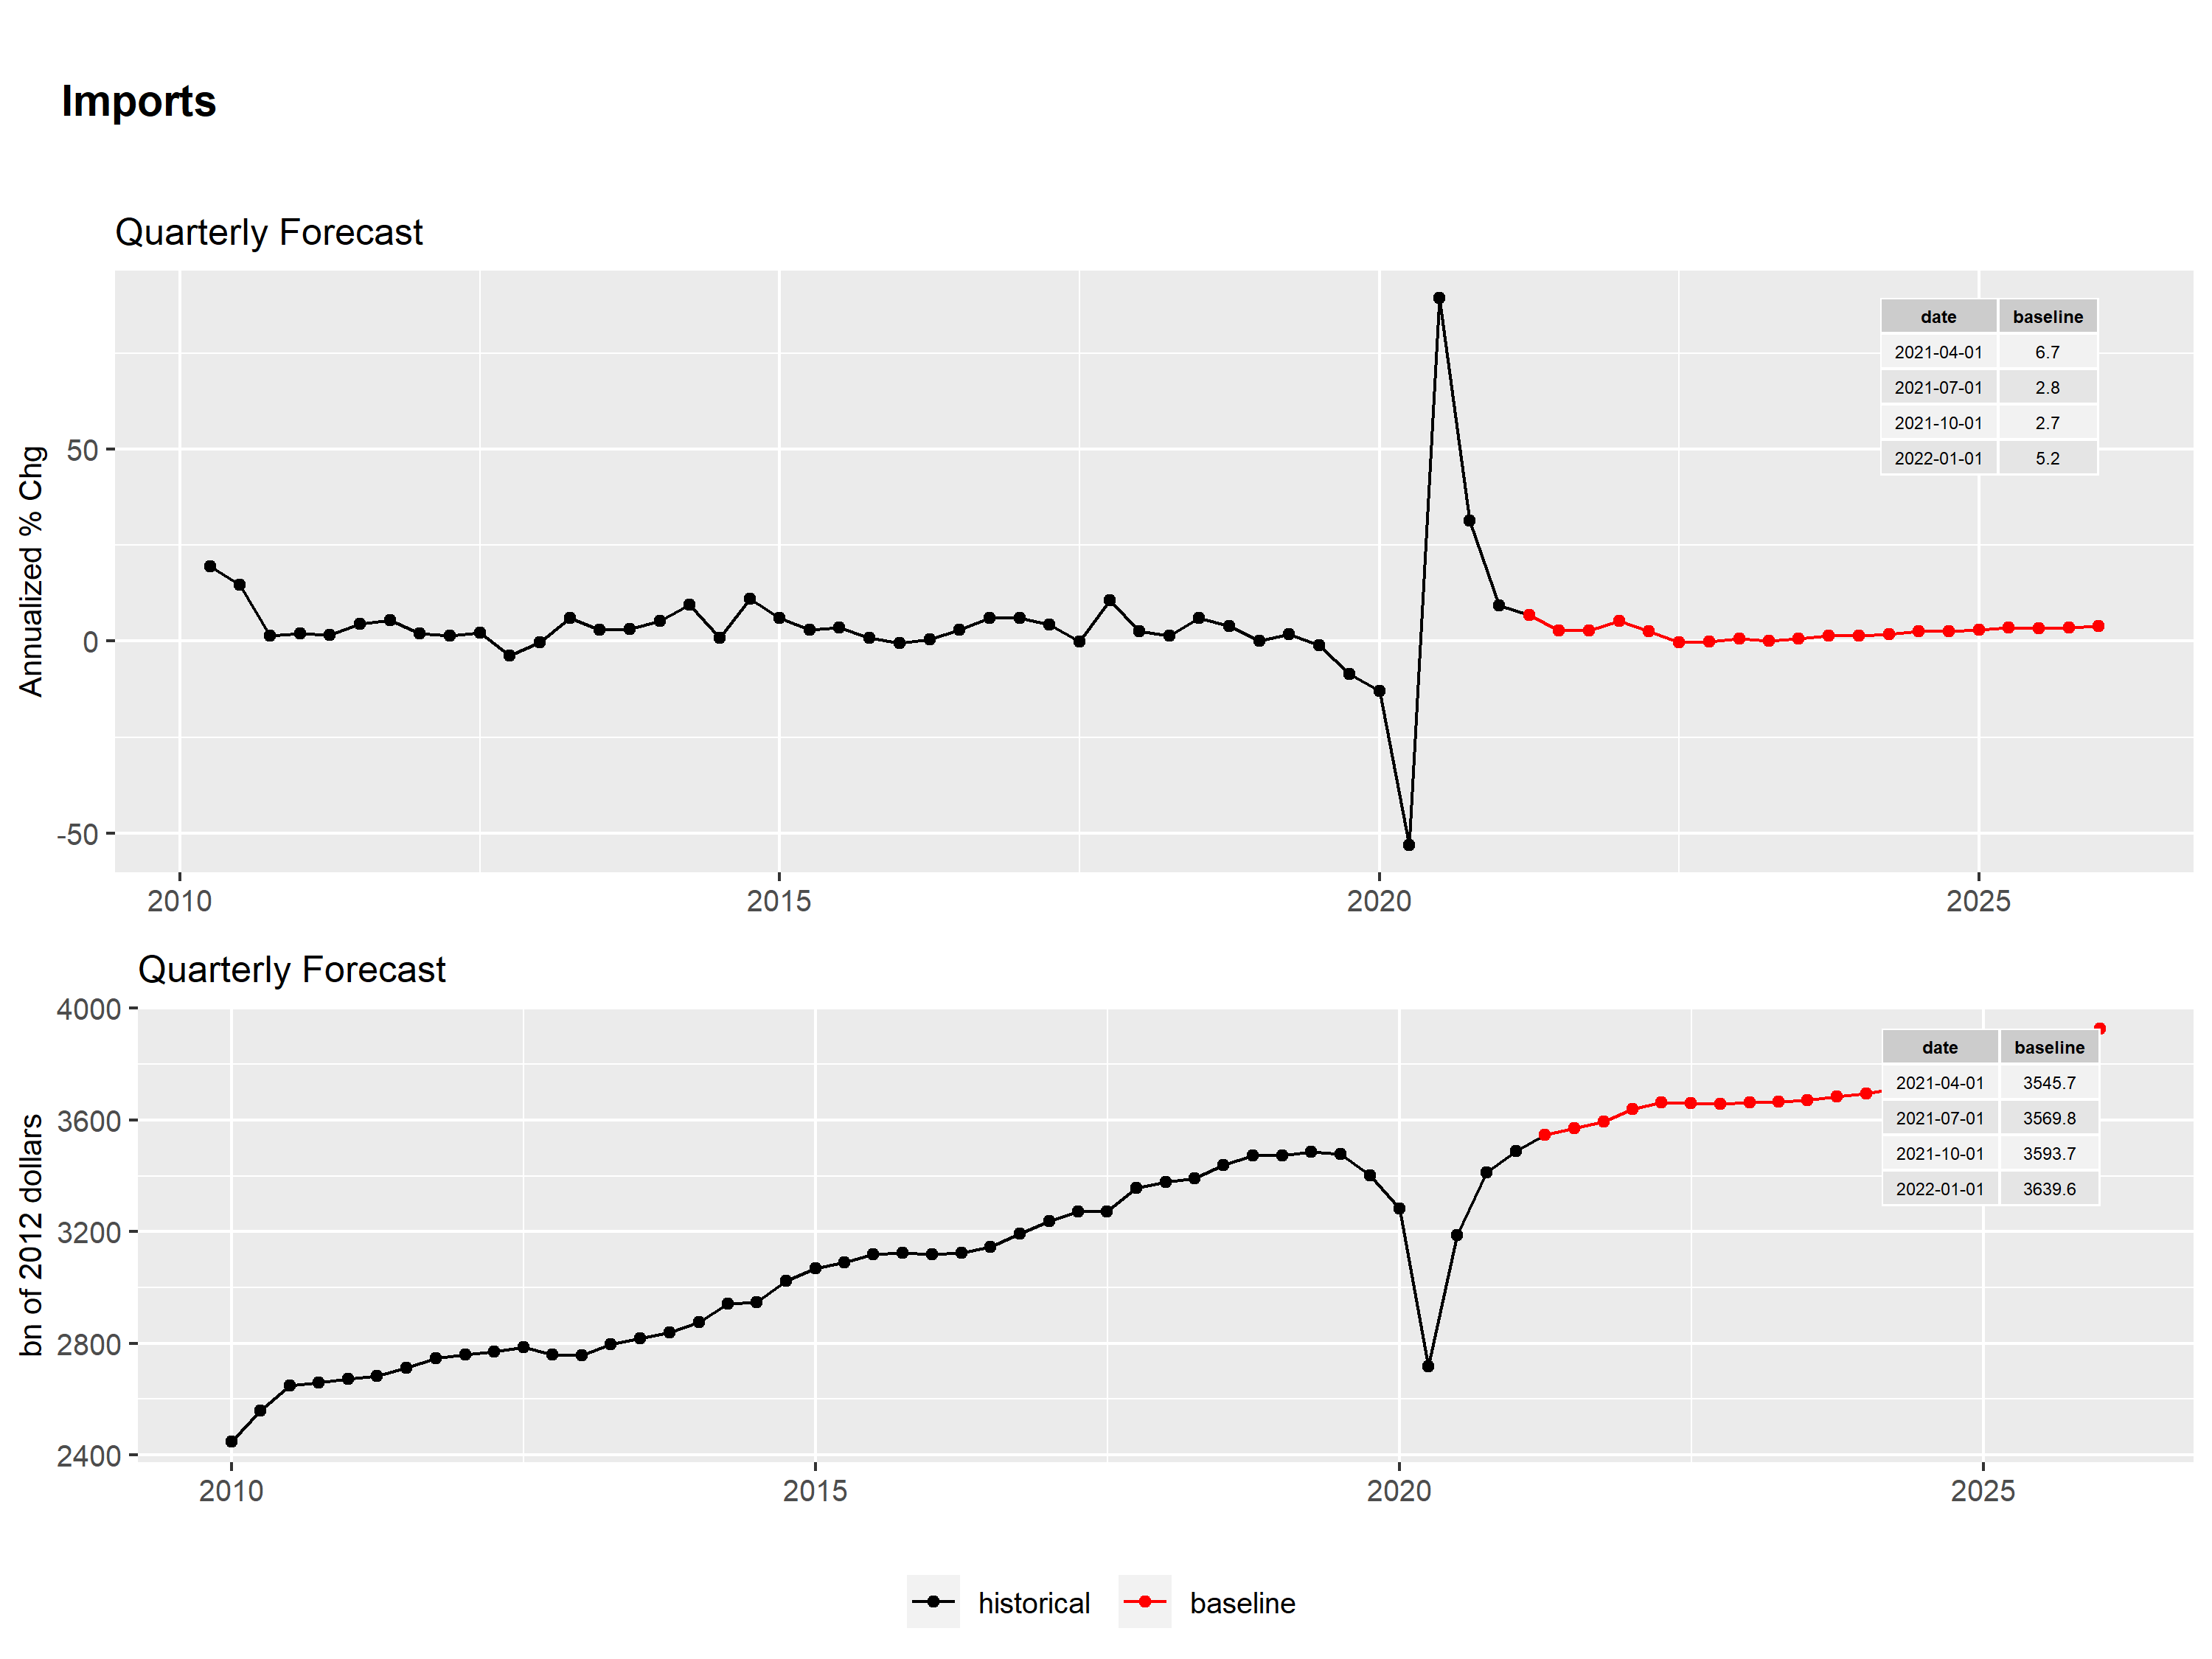 Imports
Quarterly Forecast
Annualized % Chg
50
0
-50
date baseline
2021-04-01 6.7
2021-07-01 2.8
2021-10-01 2.7
2022-01-01 5.2
2010 2015 2020 2025
Quarterly Forecast
bn of 2012 dollars
4000
3600
3200
2800
2400
date baseline
2021-04-01 3545.7
2021-07-01 3569.8
2021-10-01 3593.7
2022-01-01 3639.6
2010 2015 2020 2025
historical baseline